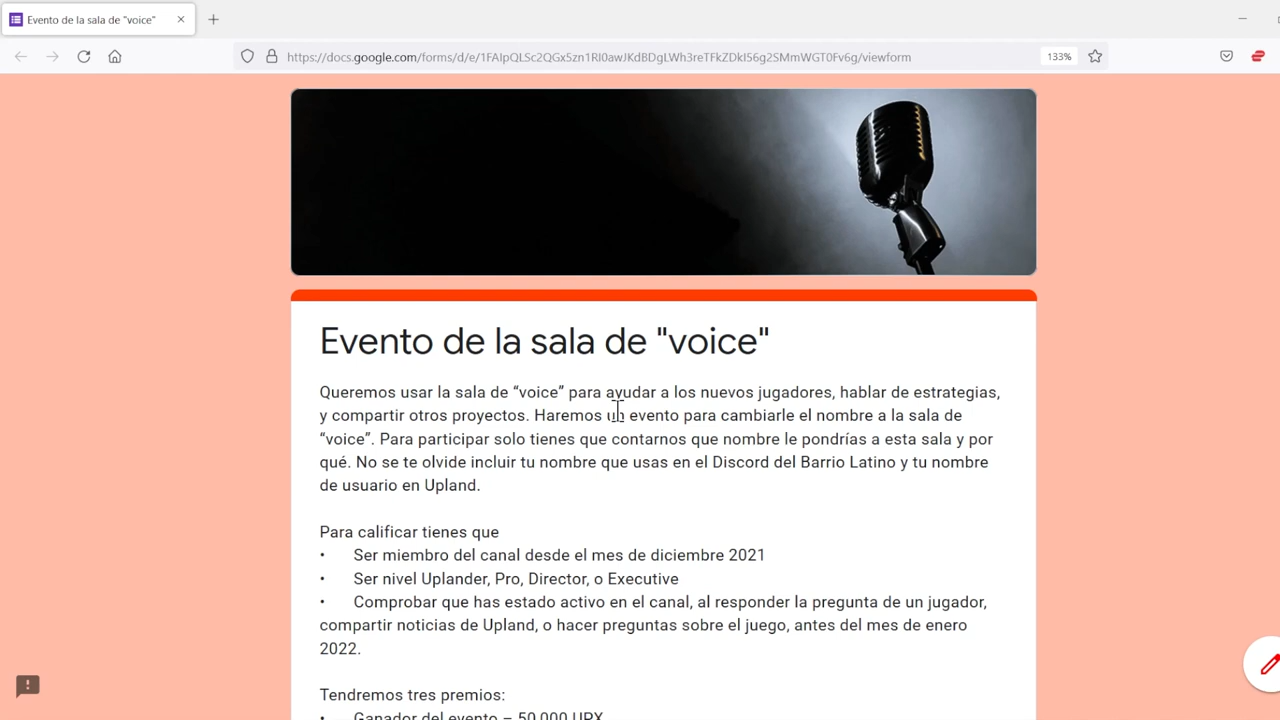 Evento de la sala de "voice"
https://docs.google.com/forms/d/e/1FAIpQLSc2QGx5zn1RI0awJKdBDgLWh3reTFkZDkI56g2SMmWGT0Fv6g/viewform
133%
Evento de la sala de "voice"
Queremos usar la sala de “voice” para ayudar a los nuevos jugadores, hablar de estrategias,
y compartir otros proyectos. Haremos un evento para cambiarle el nombre a la sala de
“voice”. Para participar solo tienes que contarnos que nombre le pondrías a esta sala y por
qué. No se te olvide incluir tu nombre que usas en el Discord del Barrio Latino y tu nombre
de usuario en Upland.
Para calificar tienes que
• Ser miembro del canal desde el mes de diciembre 2021
• Ser nivel Uplander, Pro, Director, o Executive
• Comprobar que has estado activo en el canal, al responder la pregunta de un jugador,
compartir noticias de Upland, o hacer preguntas sobre el juego, antes del mes de enero
2022.
Tendremos tres premios:
• Ganador del evento – 50,000 UPX